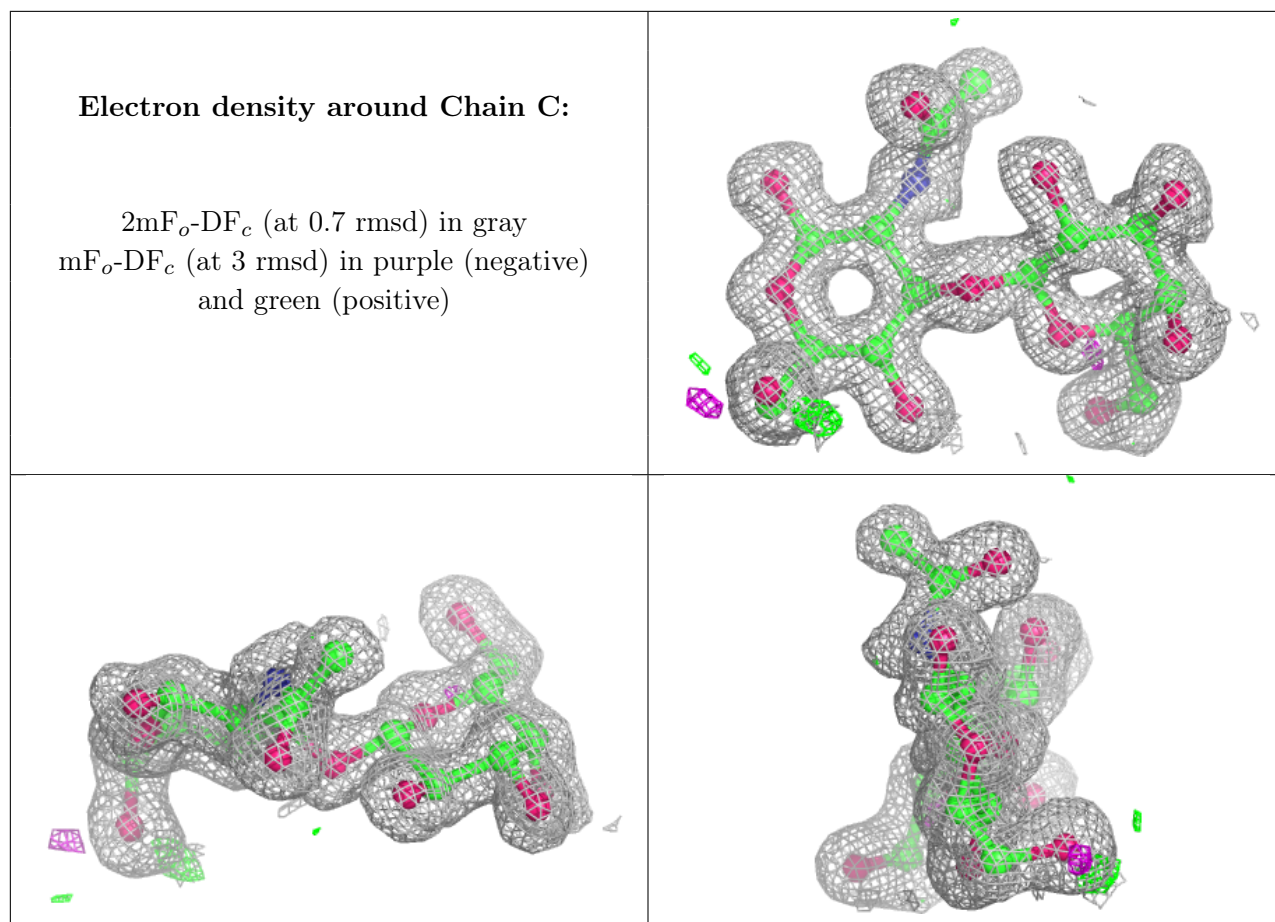 Electron density around Chain C:
2mFo-DFc (at 0.7 rmsd) in gray
mFo-DFc (at 3 rmsd) in purple (negative)
and green (positive)